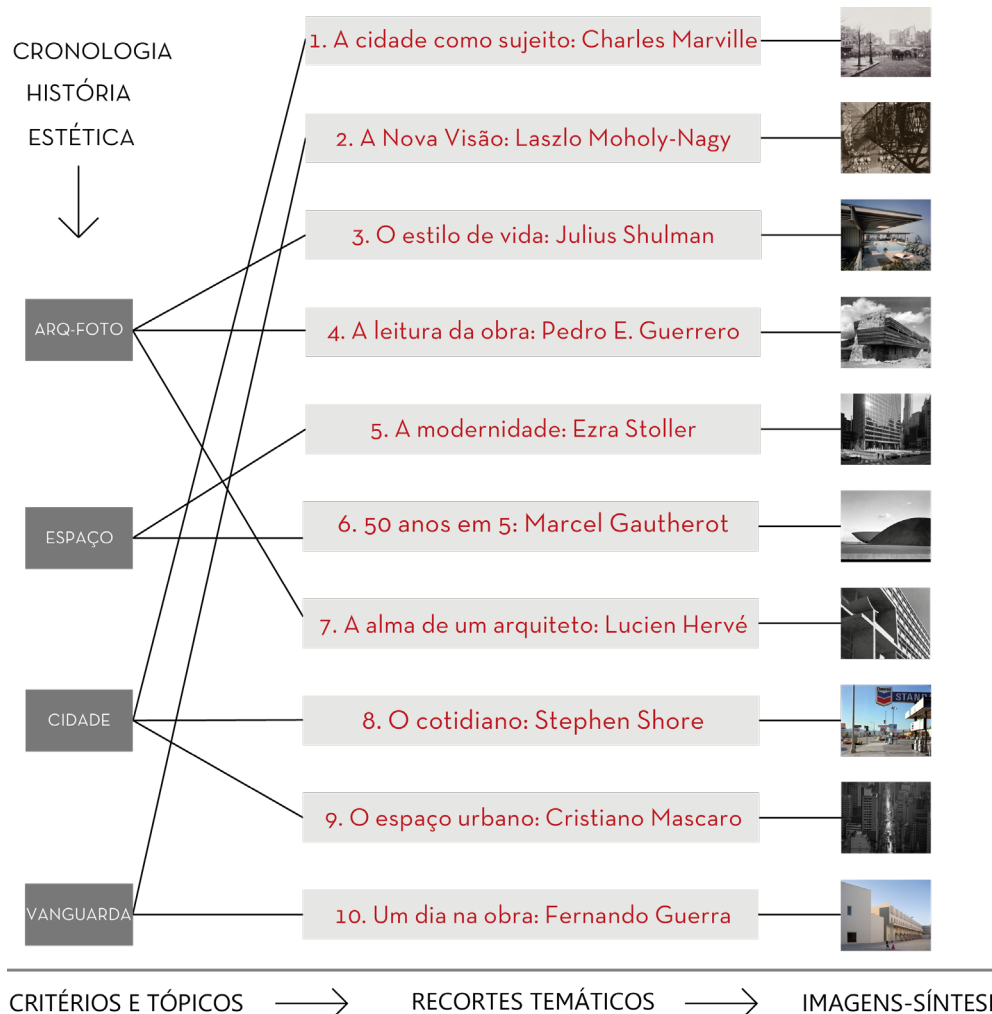 CRONOLOGIA
HISTÓRIA
ESTÉTICA
ARQ-FOTO
ESPAÇO
CIDADE
VANGUARDA
1. A cidade como sujeito: Charles Marville
2. A Nova Visão: Laszlo Moholy-Nagy
3. O estilo de vida: Julius Shulman
4. A leitura da obra: Pedro E. Guerrero
5. A modernidade: Ezra Stoller
6. 50 anos em 5: Marcel Gautherot
7. A alma de um arquiteto: Lucien Hervé
8. O cotidiano: Stephen Shore
9. O espaço urbano: Cristiano Mascaro
10. Um dia na obra: Fernando Guerra
STAN
CRITÉRIOS E TÓPICOS
RECORTES TEMÁTICOS
IMAGENS-SÍNTESE